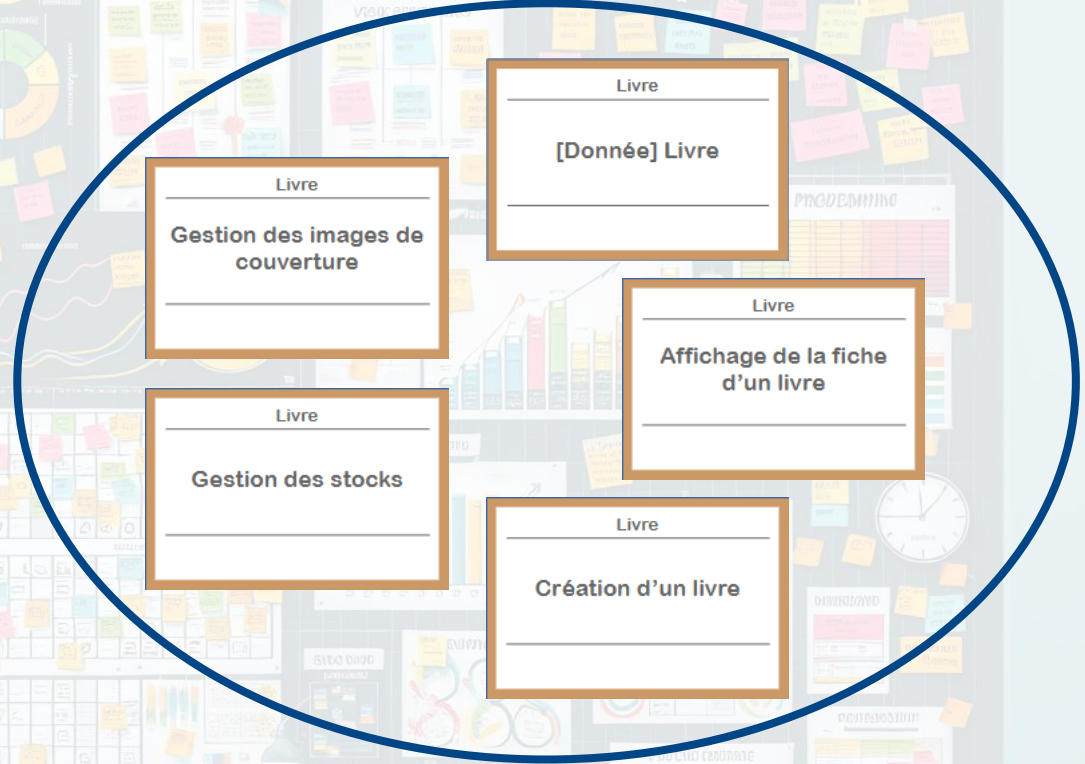 Livre
[Donnée] Livre
Livre
Gestion des images de
couverture
Livre
Affichage de la fiche
d'un livre
Livre
Gestion des stocks
Livre
Création d'un livre